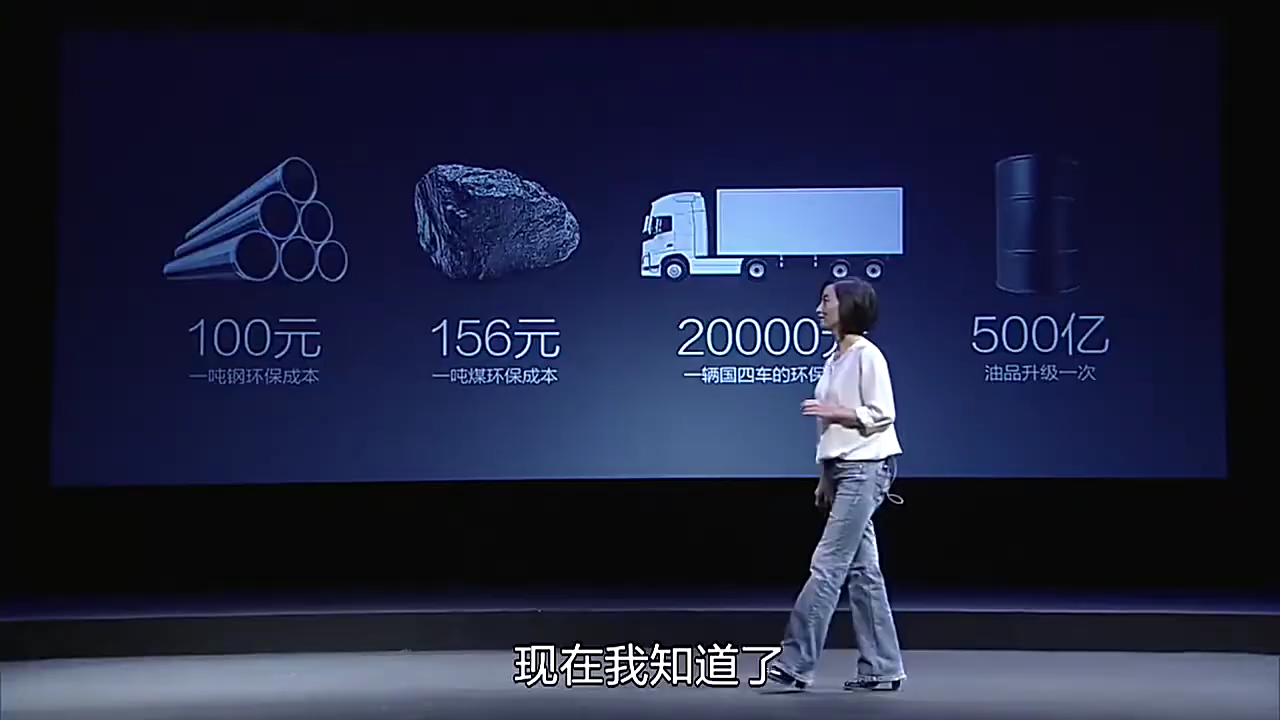 100元
一吨钢环保成本
156元
一吨煤环保成本
20000
一辆国四车的环保
500亿
油品升级一次
现在我知道了